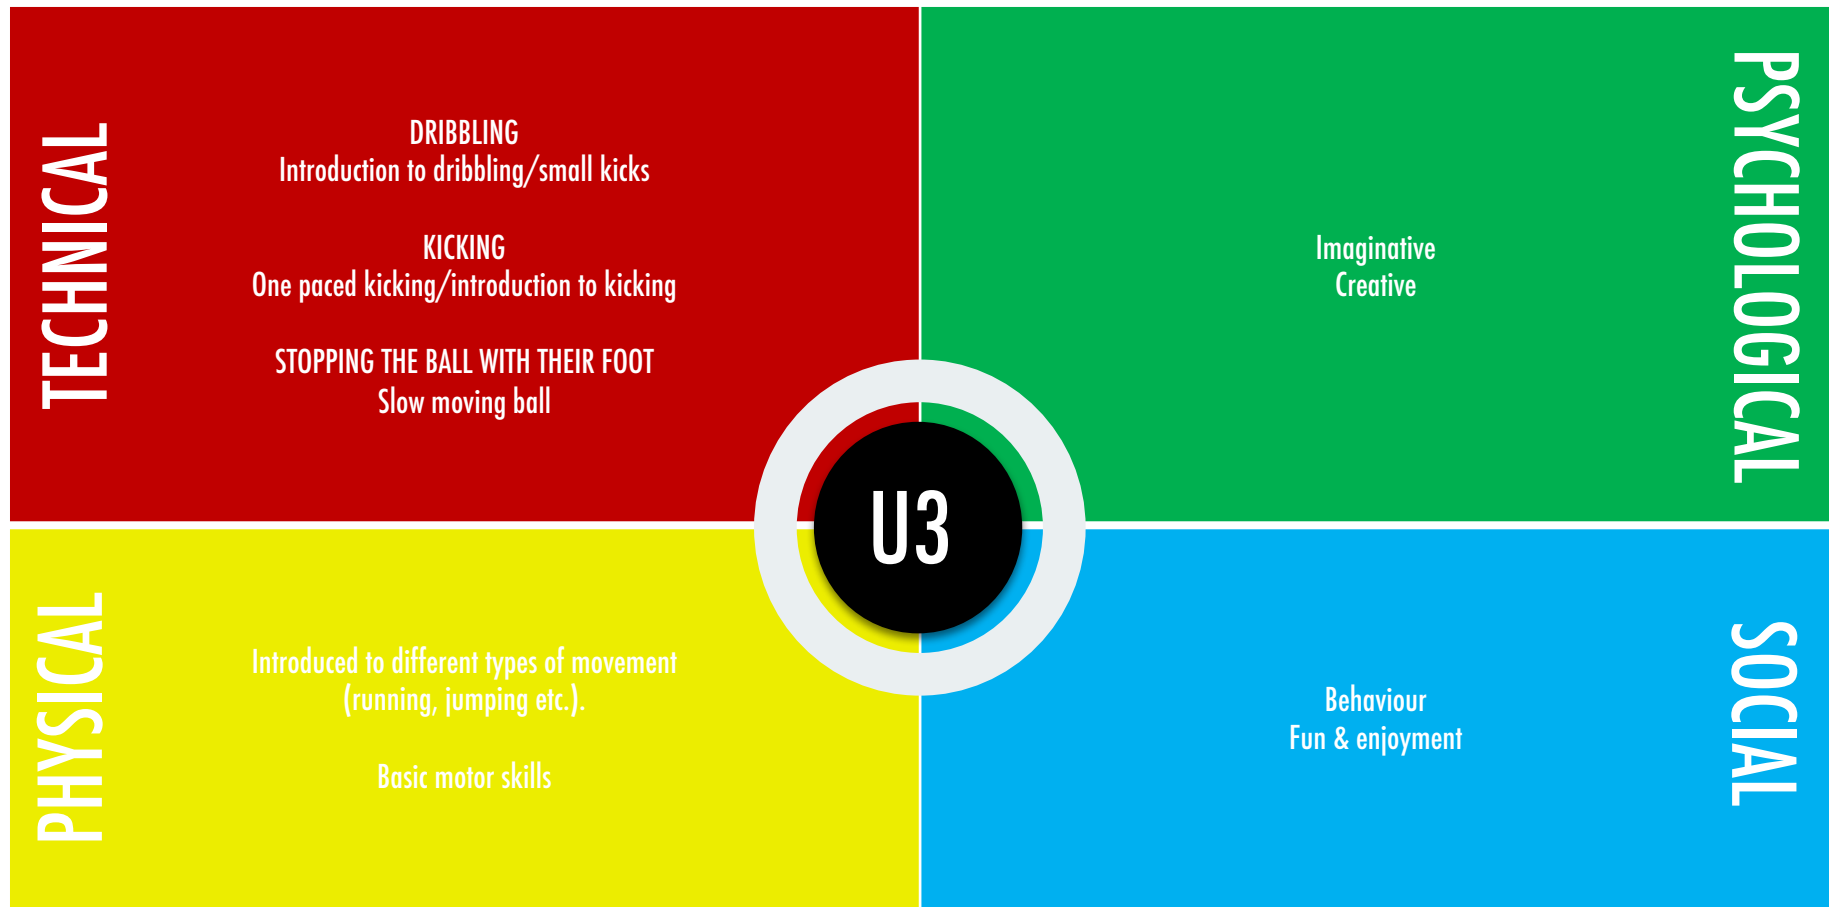 TECHNICAL
DRIBBLING
Introduction to dribbling/small kicks
KICKING
One paced kicking/introduction to kicking
STOPPING THE BALL WITH THEIR FOOT
Slow moving ball
PSYCHOLOGICAL
Imaginative
Creative
U3
PHYSICAL
Introduced to different types of movement
(running, jumping etc.).
Basic motor skills
SOCIAL
Behaviour
Fun & enjoyment